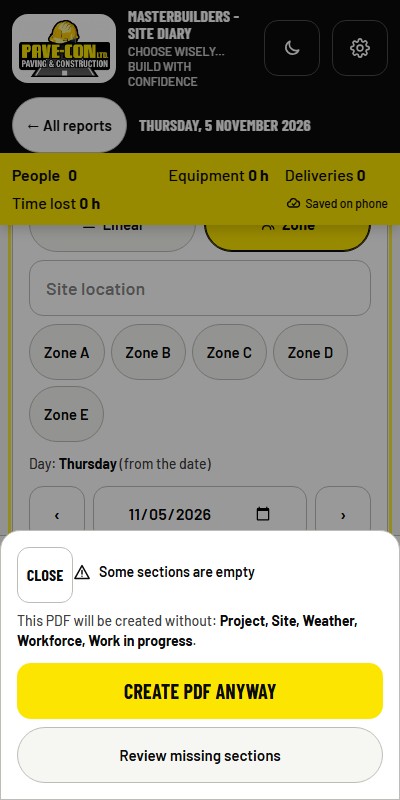 PAVE-CON LTD.
PAVING & CONSTRUCTION
MASTERBUILDERS -
SITE DIARY
CHOOSE WISELY...
BUILD WITH
CONFIDENCE
← All reports
THURSDAY, 5 NOVEMBER 2026
People 0
Equipment 0 h
Deliveries 0
Time lost 0 h
Saved on phone
Linear
Zone
Site location
Zone A
Zone B
Zone C
Zone D
Zone E
Day: Thursday (from the date)
‹
11/05/2026
›
CLOSE
Some sections are empty
This PDF will be created without: Project, Site, Weather,
Workforce, Work in progress.
CREATE PDF ANYWAY
Review missing sections